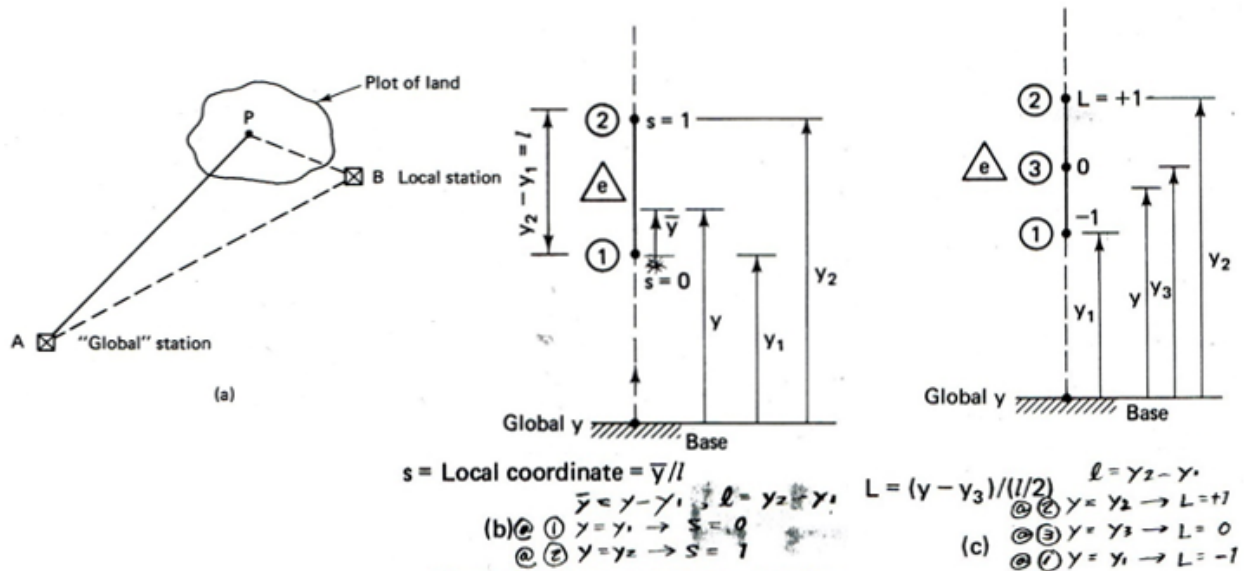 Plot of land
P
B Local station
A "Global" station
(a)
② s = 1
y₂ − y₁ = l
e
ȳ
① s = 0
y
y₁
y₂
Global y
Base
s = Local coordinate = ȳ/l
ȳ = y − y₁, l = y₂ − y₁
(b) @ ① y = y₁ → s = 0
@ ② y = y₂ → s = 1
② L = +1
e ③ 0
① −1
y₁
y
y₃
y₂
Global y
Base
L = (y − y₃)/(l/2)
l = y₂ − y₁
@ ② y = y₂ → L = +1
@ ③ y = y₃ → L = 0
(c) @ ① y = y₁ → L = −1